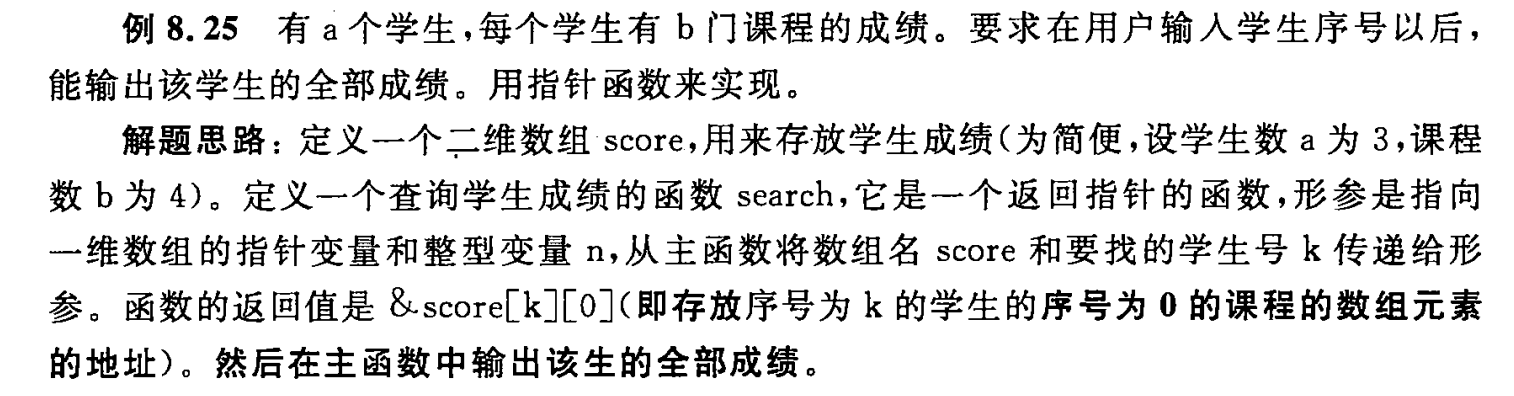 例 8.25 有 a 个学生,每个学生有 b 门课程的成绩。要求在用户输入学生序号以后,
能输出该学生的全部成绩。用指针函数来实现。
解题思路:定义一个二维数组 score,用来存放学生成绩(为简便,设学生数 a 为 3,课程
数 b 为 4)。定义一个查询学生成绩的函数 search,它是一个返回指针的函数,形参是指向
一维数组的指针变量和整型变量 n,从主函数将数组名 score 和要找的学生号 k 传递给形
参。函数的返回值是 &score[k][0](即存放序号为 k 的学生的序号为 0 的课程的数组元素
的地址)。然后在主函数中输出该生的全部成绩。